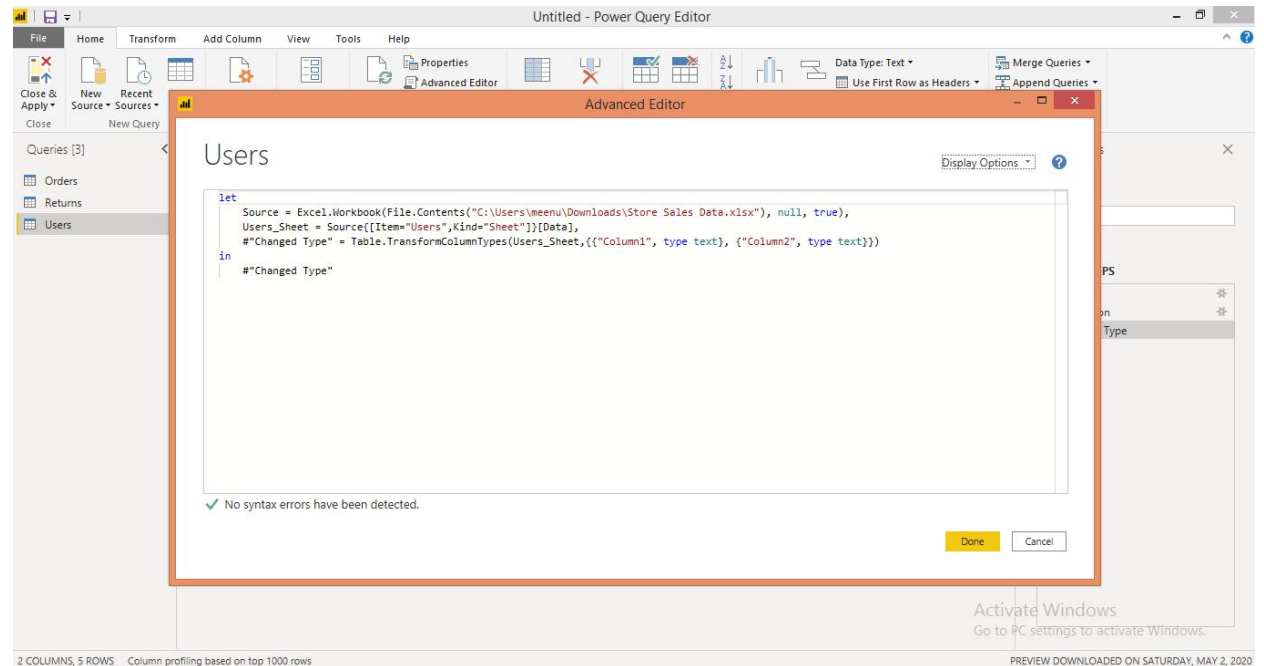 Untitled - Power Query Editor
File Home Transform Add Column View Tools Help
Close & Apply
New Source
Recent Sources
Properties
Advanced Editor
Data Type: Text
Use First Row as Headers
Merge Queries
Append Queries
Close
New Query
Advanced Editor
Queries [3]
Orders
Returns
Users
Users
Display Options
let
Source = Excel.Workbook(File.Contents("C:\Users\meenu\Downloads\Store Sales Data.xlsx"), null, true),
Users_Sheet = Source{[Item="Users",Kind="Sheet"]}[Data],
#"Changed Type" = Table.TransformColumnTypes(Users_Sheet,{{"Column1", type text}, {"Column2", type text}})
in
#"Changed Type"
PS
on
Type
No syntax errors have been detected.
Done Cancel
Activate Windows
Go to PC settings to activate Windows.
2 COLUMNS, 5 ROWS Column profiling based on top 1000 rows
PREVIEW DOWNLOADED ON SATURDAY, MAY 2, 2020